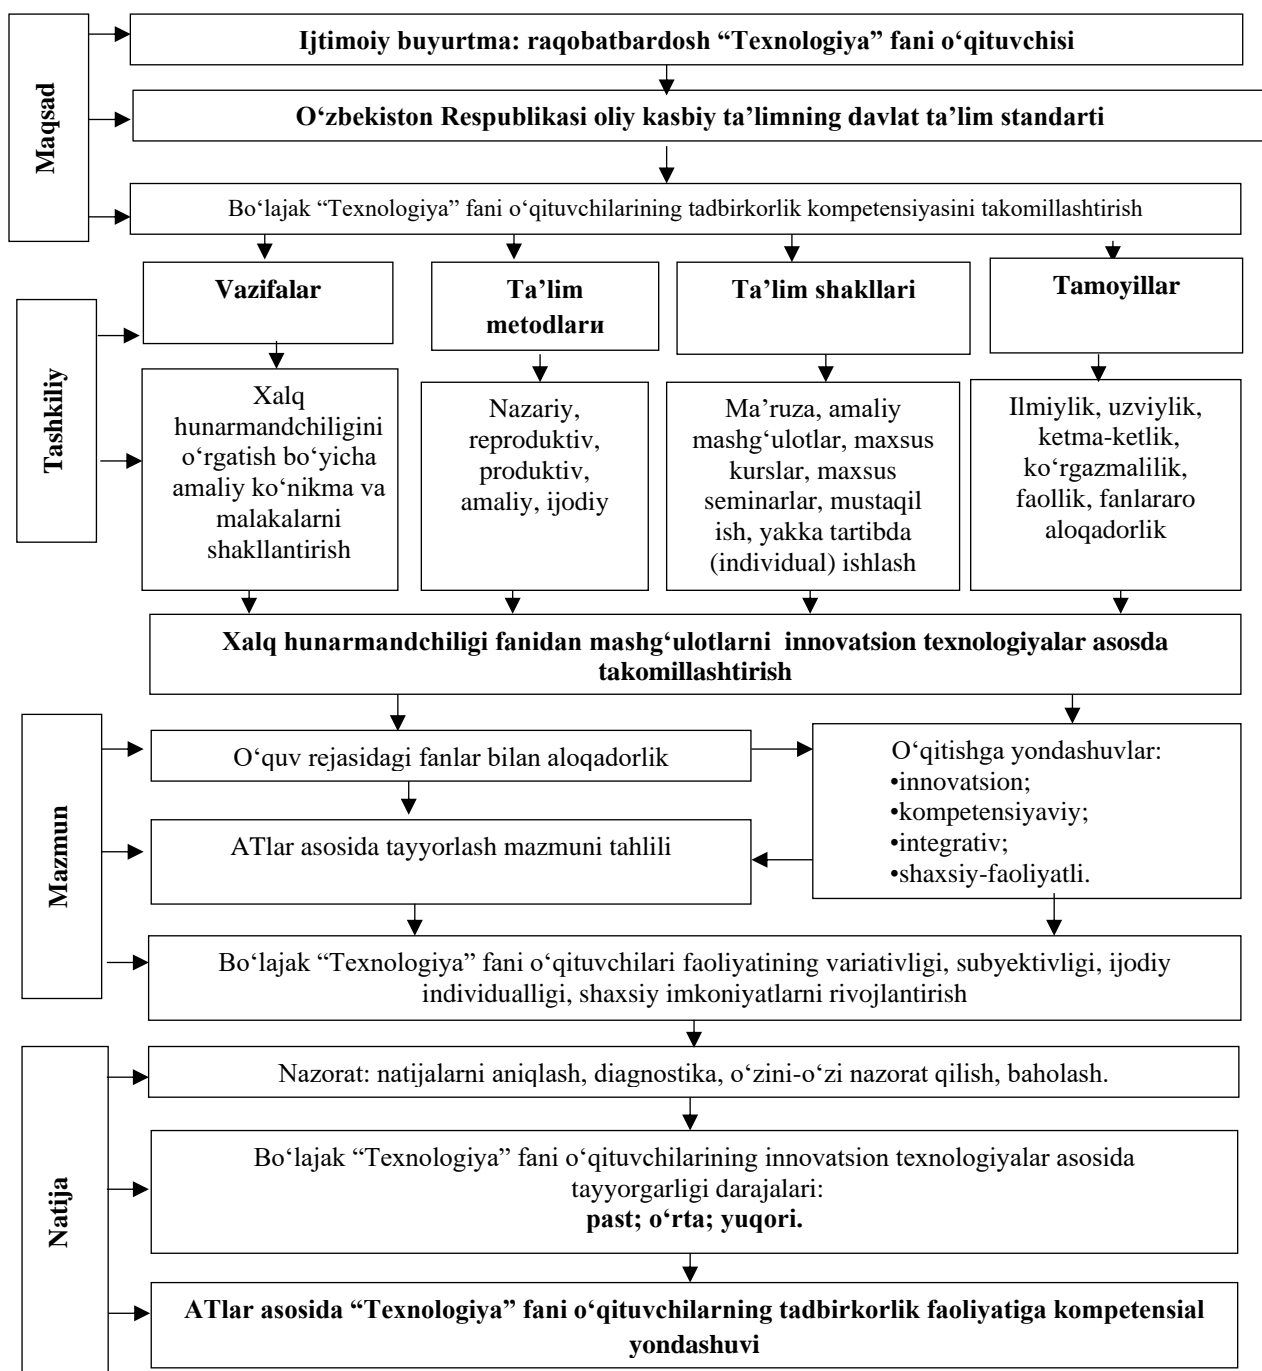 Maqsad
Ijtimoiy buyurtma: raqobatbardosh “Texnologiya” fani o‘qituvchisi
O‘zbekiston Respublikasi oliy kasbiy ta’limning davlat ta’lim standarti
Bo‘lajak “Texnologiya” fani o‘qituvchilarining tadbirkorlik kompetensiyasini takomillashtirish
Tashkiliy
Vazifalar
Ta’lim
metodlarи
Ta’lim shakllari
Tamoyillar
Xalq
hunarmandchiligini
o‘rgatish bo‘yicha
amaliy ko‘nikma va
malakalarni
shakllantirish
Nazariy,
reproduktiv,
produktiv,
amaliy, ijodiy
Ma’ruza, amaliy
mashg‘ulotlar, maxsus
kurslar, maxsus
seminarlar, mustaqil
ish, yakka tartibda
(individual) ishlash
Ilmiylik, uzviylik,
ketma-ketlik,
ko‘rgazmalilik,
faollik, fanlararo
aloqadorlik
Xalq hunarmandchiligi fanidan mashg‘ulotlarni innovatsion texnologiyalar asosda
takomillashtirish
Mazmun
O‘quv rejasidagi fanlar bilan aloqadorlik
ATlar asosida tayyorlash mazmuni tahlili
O‘qitishga yondashuvlar:
•innovatsion;
•kompetensiyaviy;
•integrativ;
•shaxsiy-faoliyatli.
Bo‘lajak “Texnologiya” fani o‘qituvchilari faoliyatining variativligi, subyektivligi, ijodiy
individualligi, shaxsiy imkoniyatlarni rivojlantirish
Natija
Nazorat: natijalarni aniqlash, diagnostika, o‘zini-o‘zi nazorat qilish, baholash.
Bo‘lajak “Texnologiya” fani o‘qituvchilarining innovatsion texnologiyalar asosida
tayyorgarligi darajalari:
past; o‘rta; yuqori.
ATlar asosida “Texnologiya” fani o‘qituvchilarning tadbirkorlik faoliyatiga kompetensial
yondashuvi